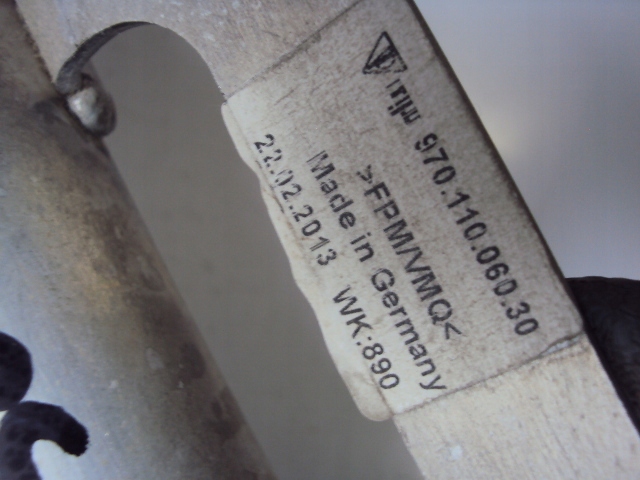 970.110.060.30
>FPM/VMQ<
Made in Germany
22.02.2013 WK:890